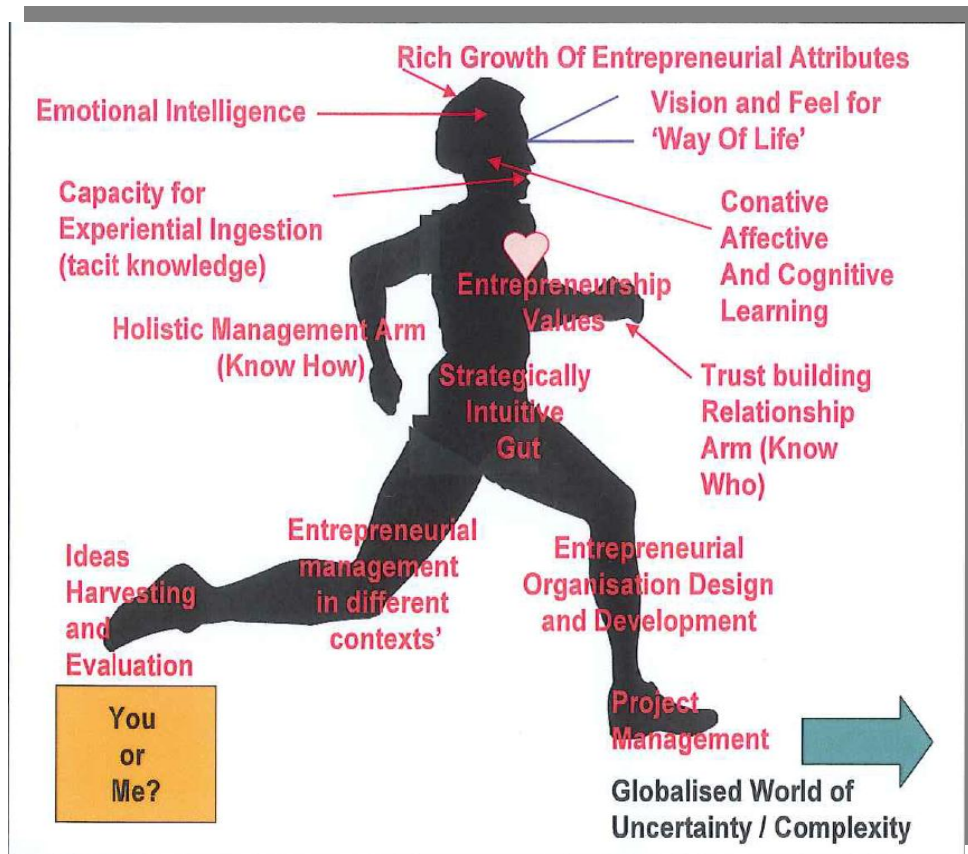 Rich Growth Of Entrepreneurial Attributes
Emotional Intelligence
Vision and Feel for
‘Way Of Life’
Capacity for
Experiential Ingestion
(tacit knowledge)
Conative
Affective
And Cognitive
Learning
Entrepreneurship
Values
Holistic Management Arm
(Know How)
Strategically
Intuitive
Gut
Trust building
Relationship
Arm (Know
Who)
Ideas
Harvesting
and
Evaluation
Entrepreneurial
management
in different
contexts’
Entrepreneurial
Organisation Design
and Development
Project
Management
You
or
Me?
Globalised World of
Uncertainty / Complexity